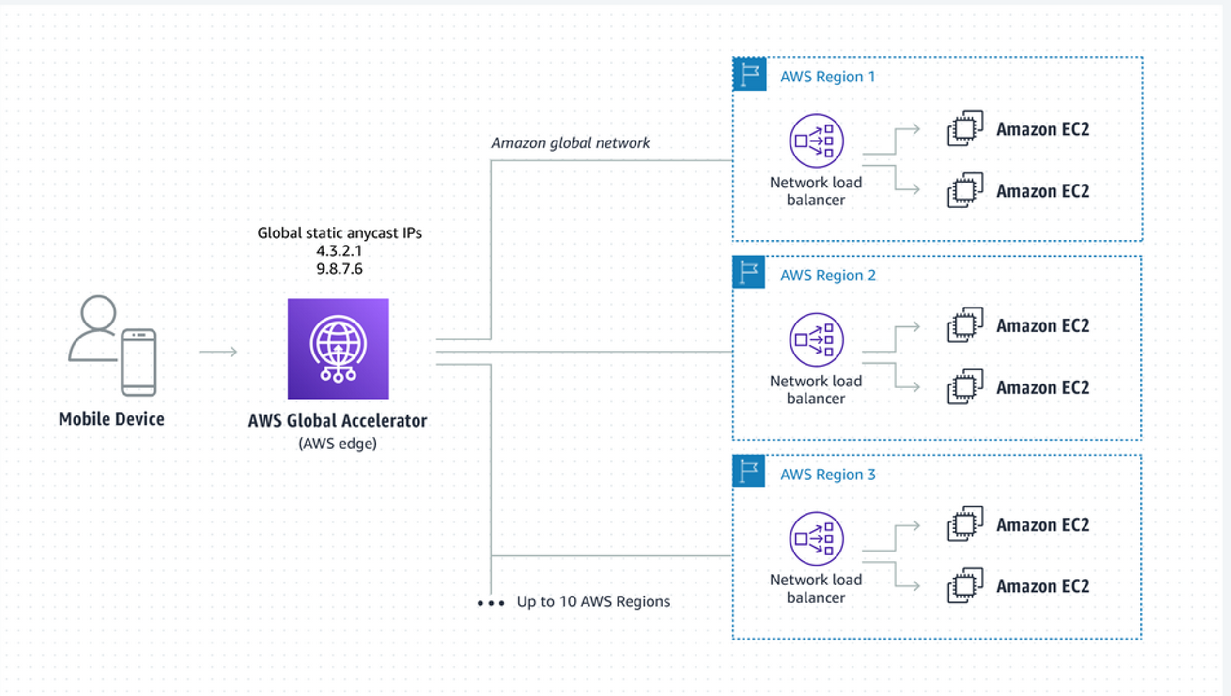 AWS Region 1
Amazon EC2
Amazon global network
Network load
balancer
Amazon EC2
Global static anycast IPs
4.3.2.1
9.8.7.6
AWS Region 2
Amazon EC2
Network load
balancer
Amazon EC2
Mobile Device
AWS Global Accelerator
(AWS edge)
AWS Region 3
Amazon EC2
Network load
balancer
Amazon EC2
••• Up to 10 AWS Regions